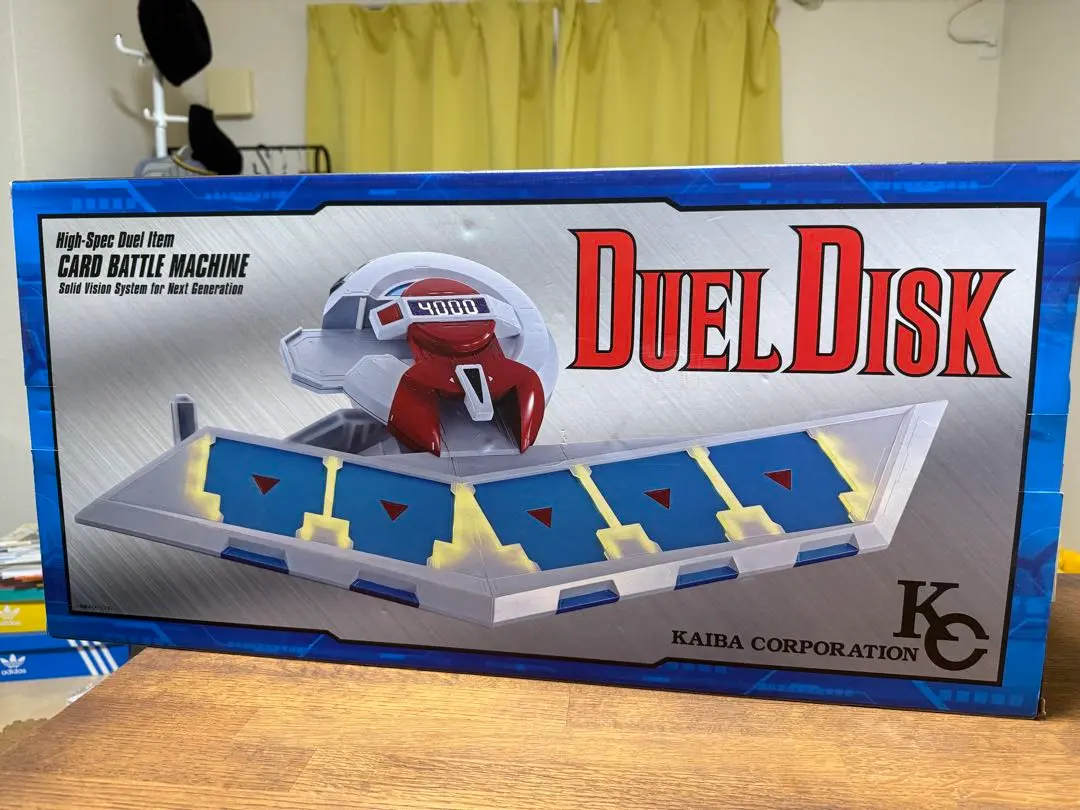 High-Spec Duel Item
CARD BATTLE MACHINE
Solid Vision System for Next Generation
4000
DUEL DISK
KAIBA CORPORATION
KC
adidas
adidas